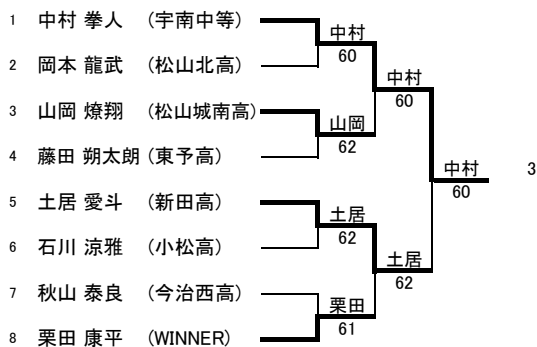 1 中村 拳人 (宇南中等)
中村
60
2 岡本 龍武 (松山北高)
中村
60
3 山岡 燎翔 (松山城南高)
山岡
62
4 藤田 朔太朗 (東予高)
中村
60
3
5 土居 愛斗 (新田高)
土居
62
6 石川 涼雅 (小松高)
土居
62
7 秋山 泰良 (今治西高)
栗田
61
8 栗田 康平 (WINNER)